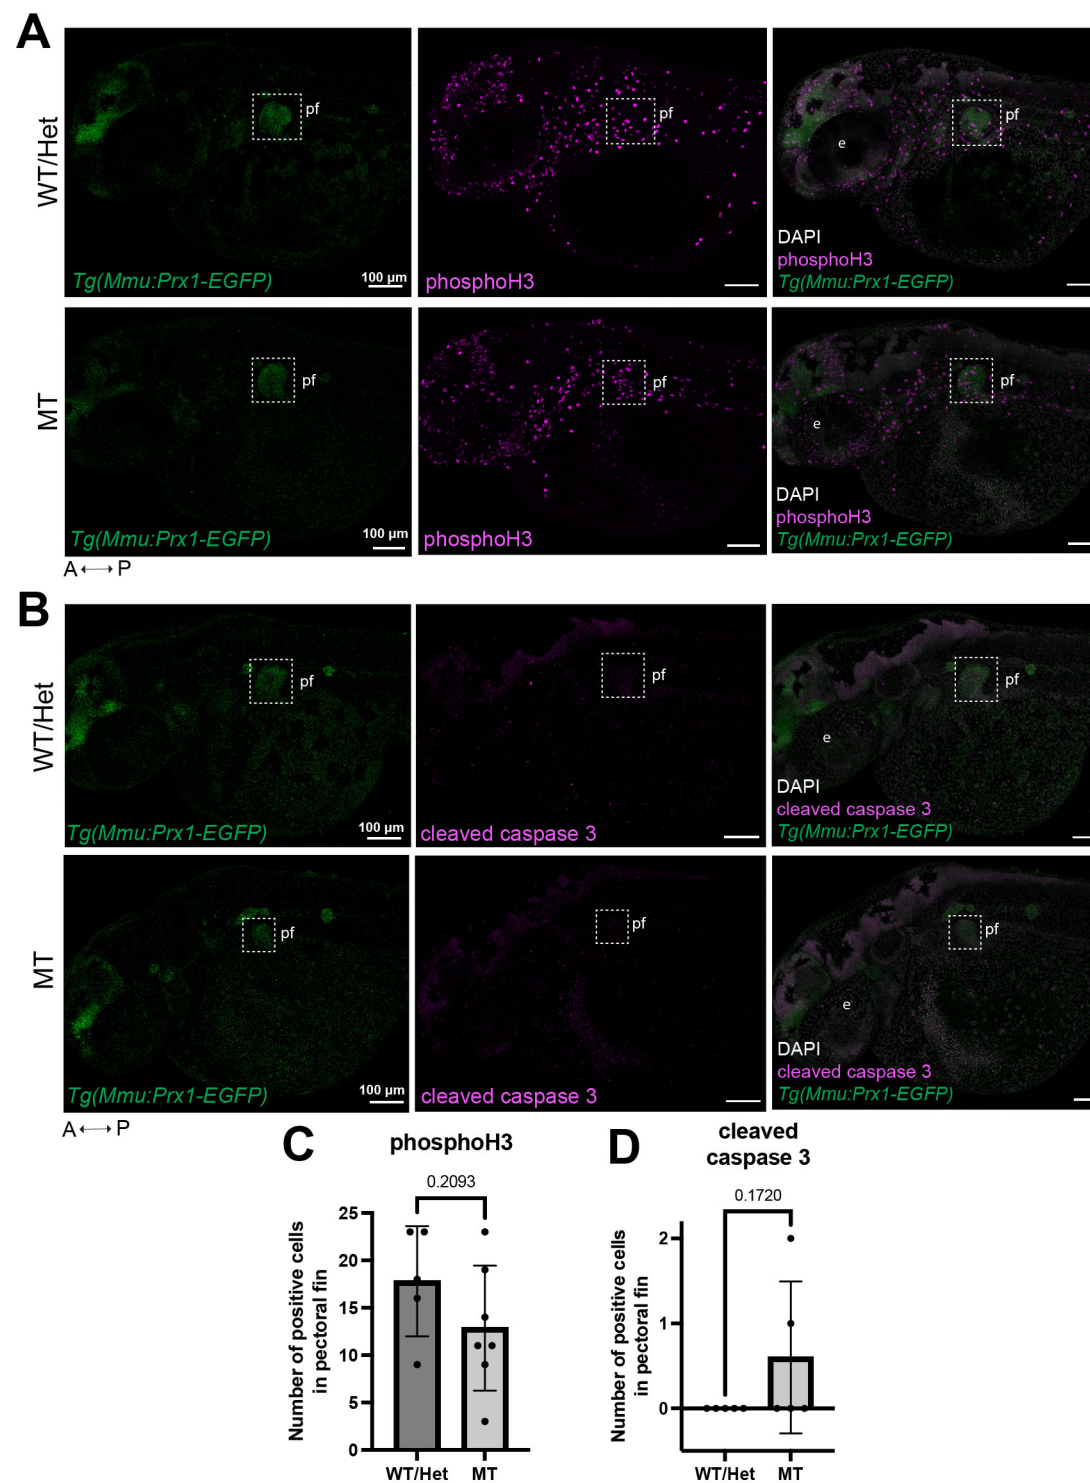 A
WT/Het
pf
Tg(Mmu:Prx1-EGFP)
100 µm
pf
phosphoH3
pf
e
DAPI
phosphoH3
Tg(Mmu:Prx1-EGFP)
MT
pf
Tg(Mmu:Prx1-EGFP)
100 µm
pf
phosphoH3
pf
e
DAPI
phosphoH3
Tg(Mmu:Prx1-EGFP)
A ↔ P
B
WT/Het
pf
Tg(Mmu:Prx1-EGFP)
100 µm
pf
cleaved caspase 3
pf
e
DAPI
cleaved caspase 3
Tg(Mmu:Prx1-EGFP)
MT
pf
Tg(Mmu:Prx1-EGFP)
100 µm
pf
cleaved caspase 3
pf
e
DAPI
cleaved caspase 3
Tg(Mmu:Prx1-EGFP)
A ↔ P
C
phosphoH3
0.2093
Number of positive cells
in pectoral fin
25
20
15
10
5
0
WT/Het
MT
D
cleaved
caspase 3
0.1720
Number of positive cells
in pectoral fin
2
1
0
WT/Het
MT